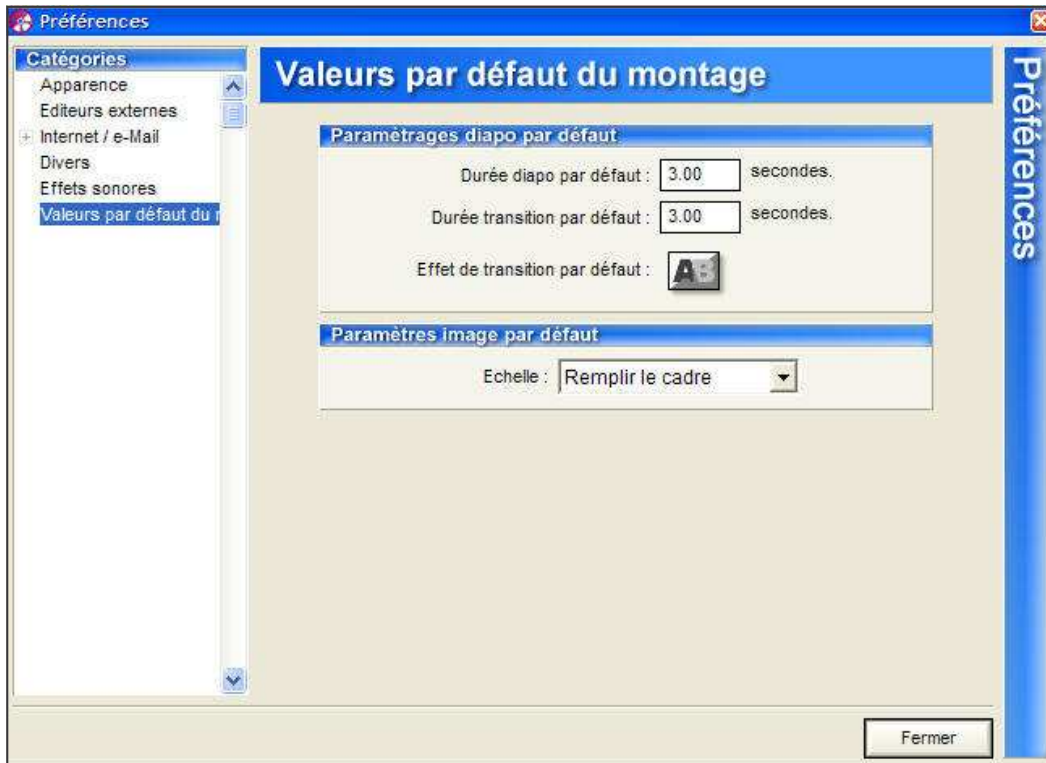 Préférences
Catégories
Apparence
Editeurs externes
Internet / e-Mail
Divers
Effets sonores
Valeurs par défaut du
Valeurs par défaut du montage
Paramètrages diapo par défaut
Durée diapo par défaut : 3.00 secondes.
Durée transition par défaut : 3.00 secondes.
Effet de transition par défaut : AB
Paramètres image par défaut
Echelle : Remplir le cadre
Fermer
Préférences